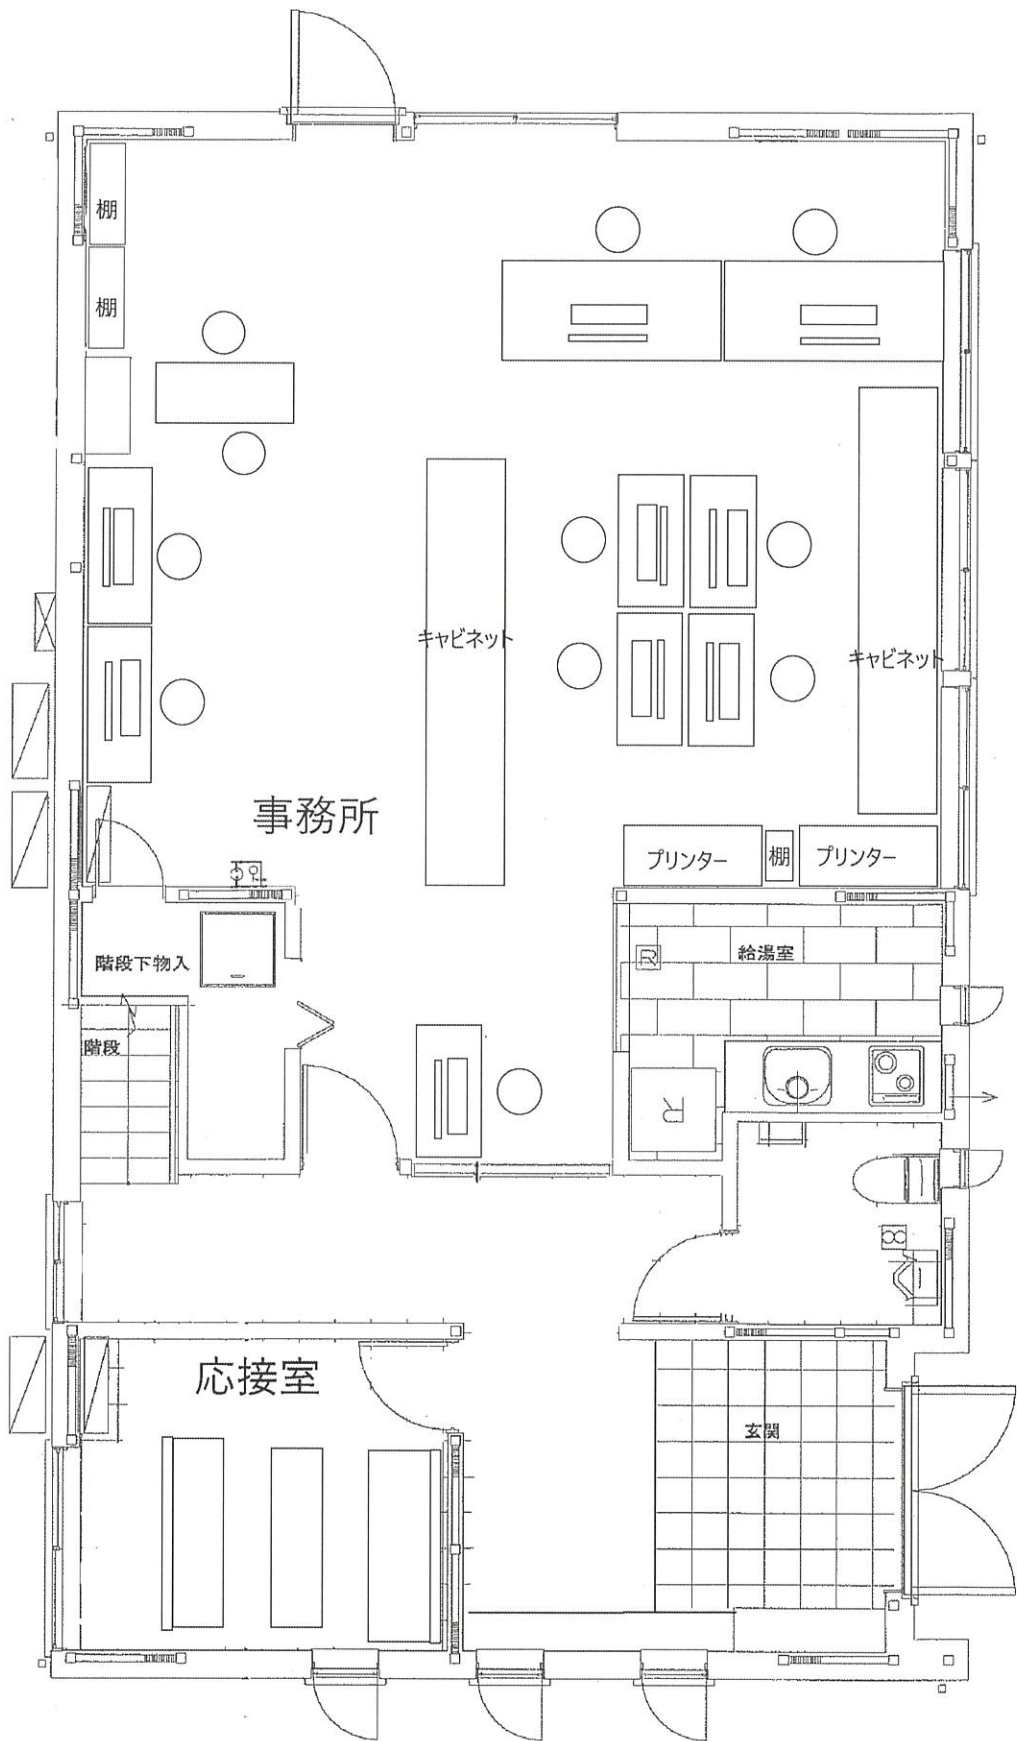 棚
棚
キャビネット
キャビネット
事務所
プリンター
棚
プリンター
給湯室
階段下物入
階段
R
R
応接室
玄関